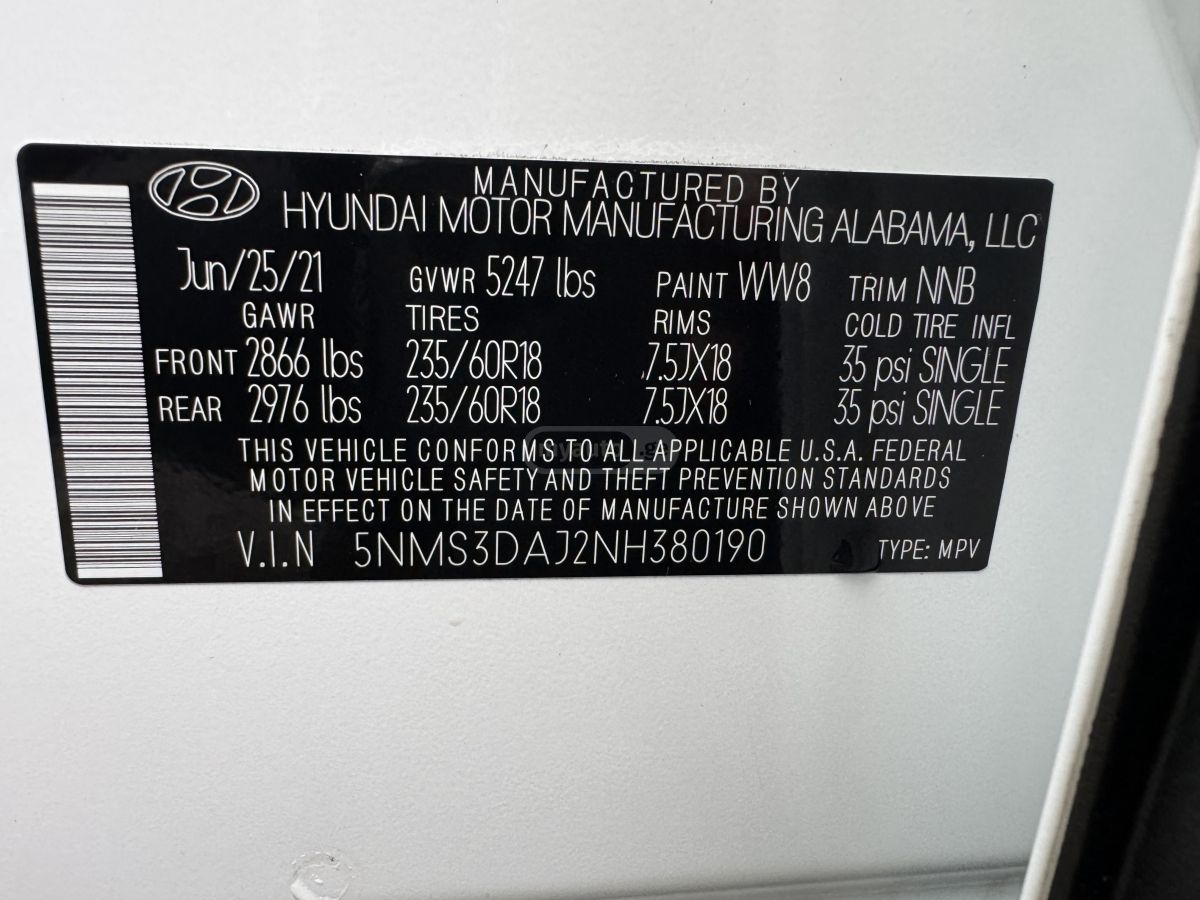 MANUFACTURED BY
HYUNDAI MOTOR MANUFACTURING ALABAMA, LLC
Jun/25/21 GVWR 5247 lbs PAINT WW8 TRIM NNB
GAWR TIRES RIMS COLD TIRE INFL
FRONT 2866 lbs 235/60R18 7.5JX18 35 psi SINGLE
REAR 2976 lbs 235/60R18 7.5JX18 35 psi SINGLE
THIS VEHICLE CONFORMS TO ALL APPLICABLE U.S.A. FEDERAL
MOTOR VEHICLE SAFETY AND THEFT PREVENTION STANDARDS
IN EFFECT ON THE DATE OF MANUFACTURE SHOWN ABOVE
V.I.N 5NMS3DAJ2NH380190 TYPE: MPV